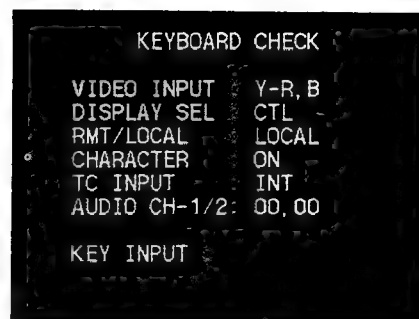 KEYBOARD CHECK
VIDEO INPUT : Y-R,B
DISPLAY SEL : CTL
RMT/LOCAL : LOCAL
CHARACTER : ON
TC INPUT : INT
AUDIO CH-1/2: 00,00
KEY INPUT :